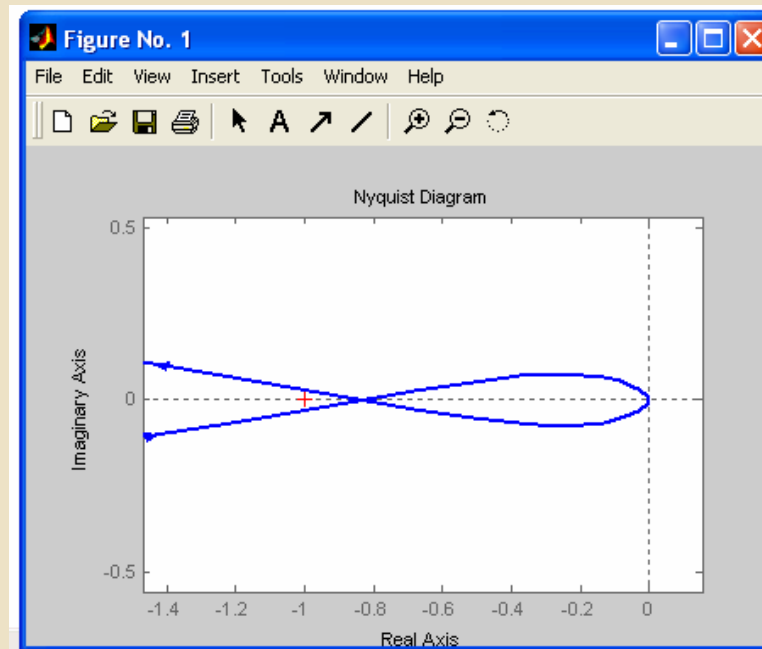 Figure No. 1
File Edit View Insert Tools Window Help
A
Nyquist Diagram
0.5
0
-0.5
Imaginary Axis
-1.4 -1.2 -1 -0.8 -0.6 -0.4 -0.2 0
Real Axis